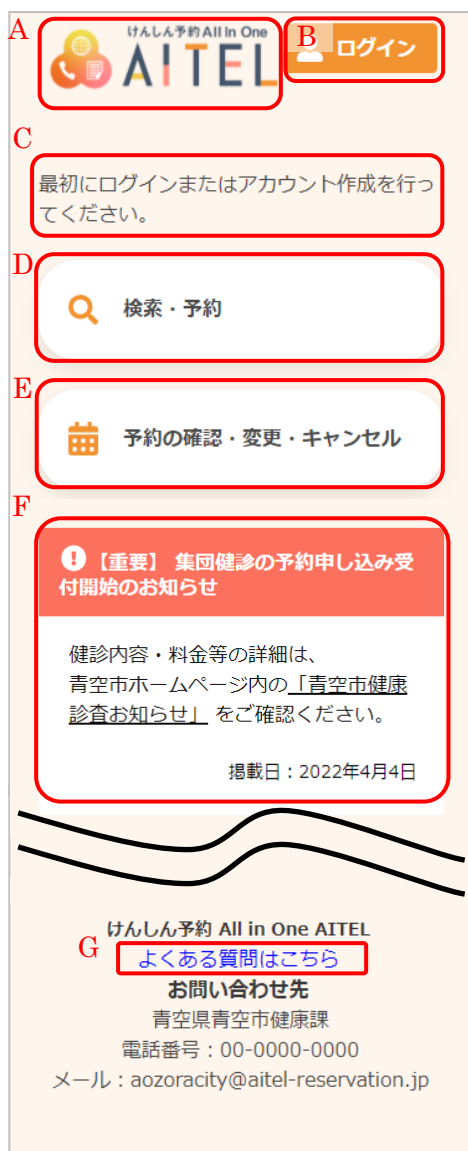 A
けんしん予約 All In One
AITEL
B
ログイン
C
最初にログインまたはアカウント作成を行っ
てください。
D
検索・予約
E
予約の確認・変更・キャンセル
F
【重要】 集団健診の予約申し込み受
付開始のお知らせ
健診内容・料金等の詳細は、
青空市ホームページ内の「青空市健康
診査お知らせ」 をご確認ください。
掲載日：2022年4月4日
けんしん予約 All in One AITEL
G
よくある質問はこちら
お問い合わせ先
青空県青空市健康課
電話番号：00-0000-0000
メール：aozoracity@aitel-reservation.jp